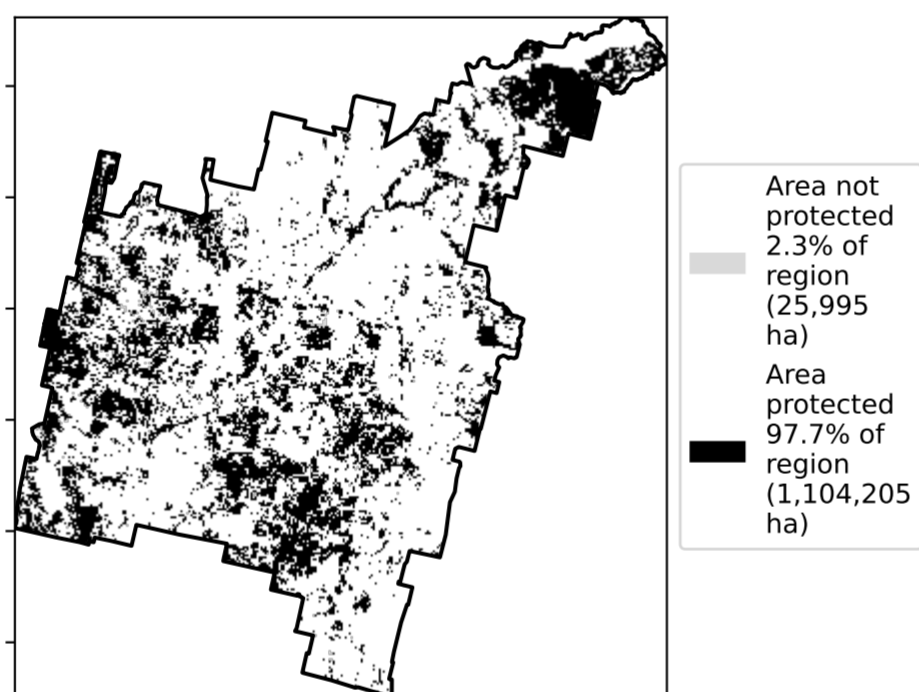 Area not
protected
2.3% of
region
(25,995
ha)
Area
protected
97.7% of
region
(1,104,205
ha)